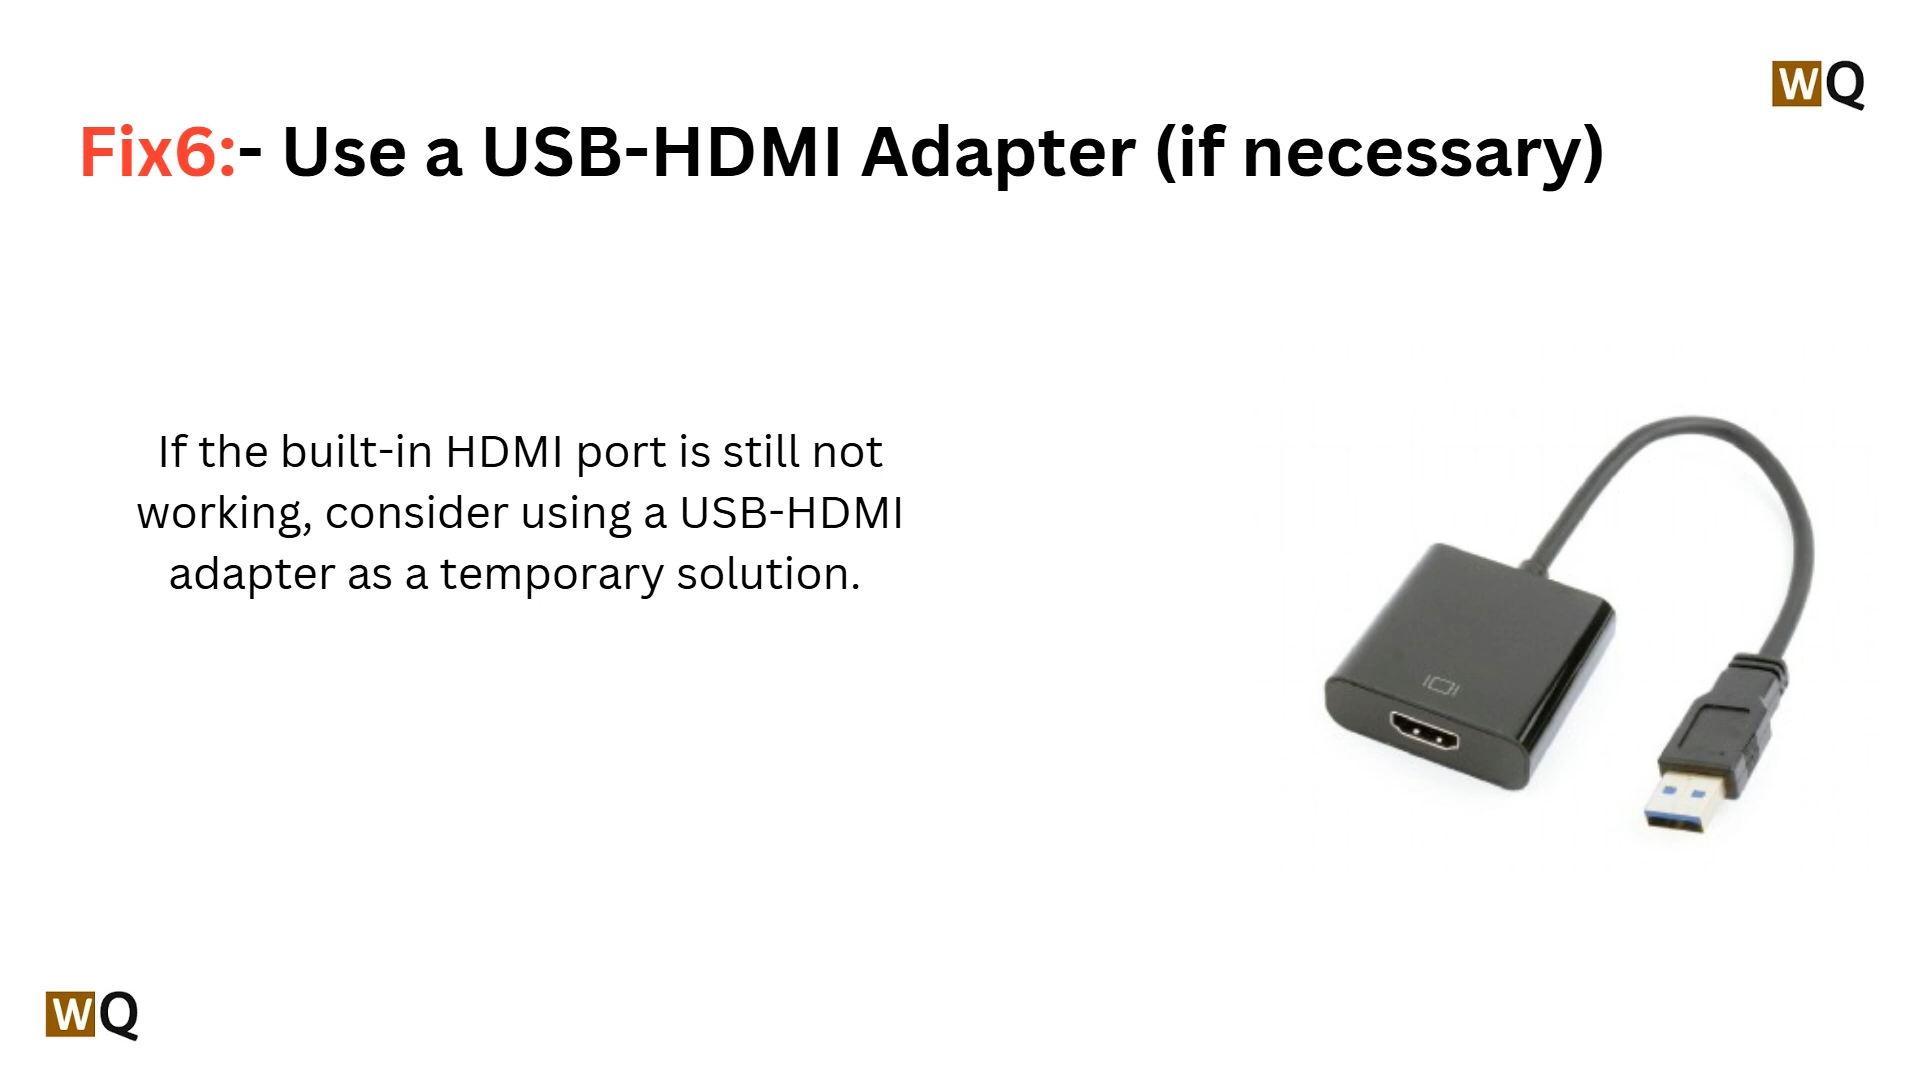 WQ
Fix6:- Use a USB-HDMI Adapter (if necessary)
If the built-in HDMI port is still not
working, consider using a USB-HDMI
adapter as a temporary solution.
WQ